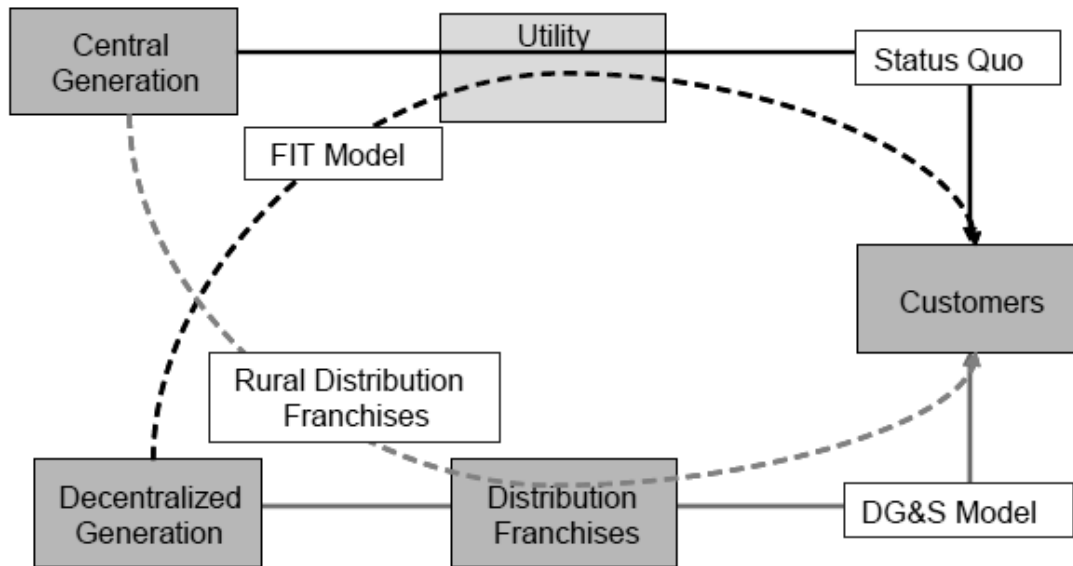 Central
Generation
Utility
Status Quo
FIT Model
Customers
Rural Distribution
Franchises
Decentralized
Generation
Distribution
Franchises
DG&S Model